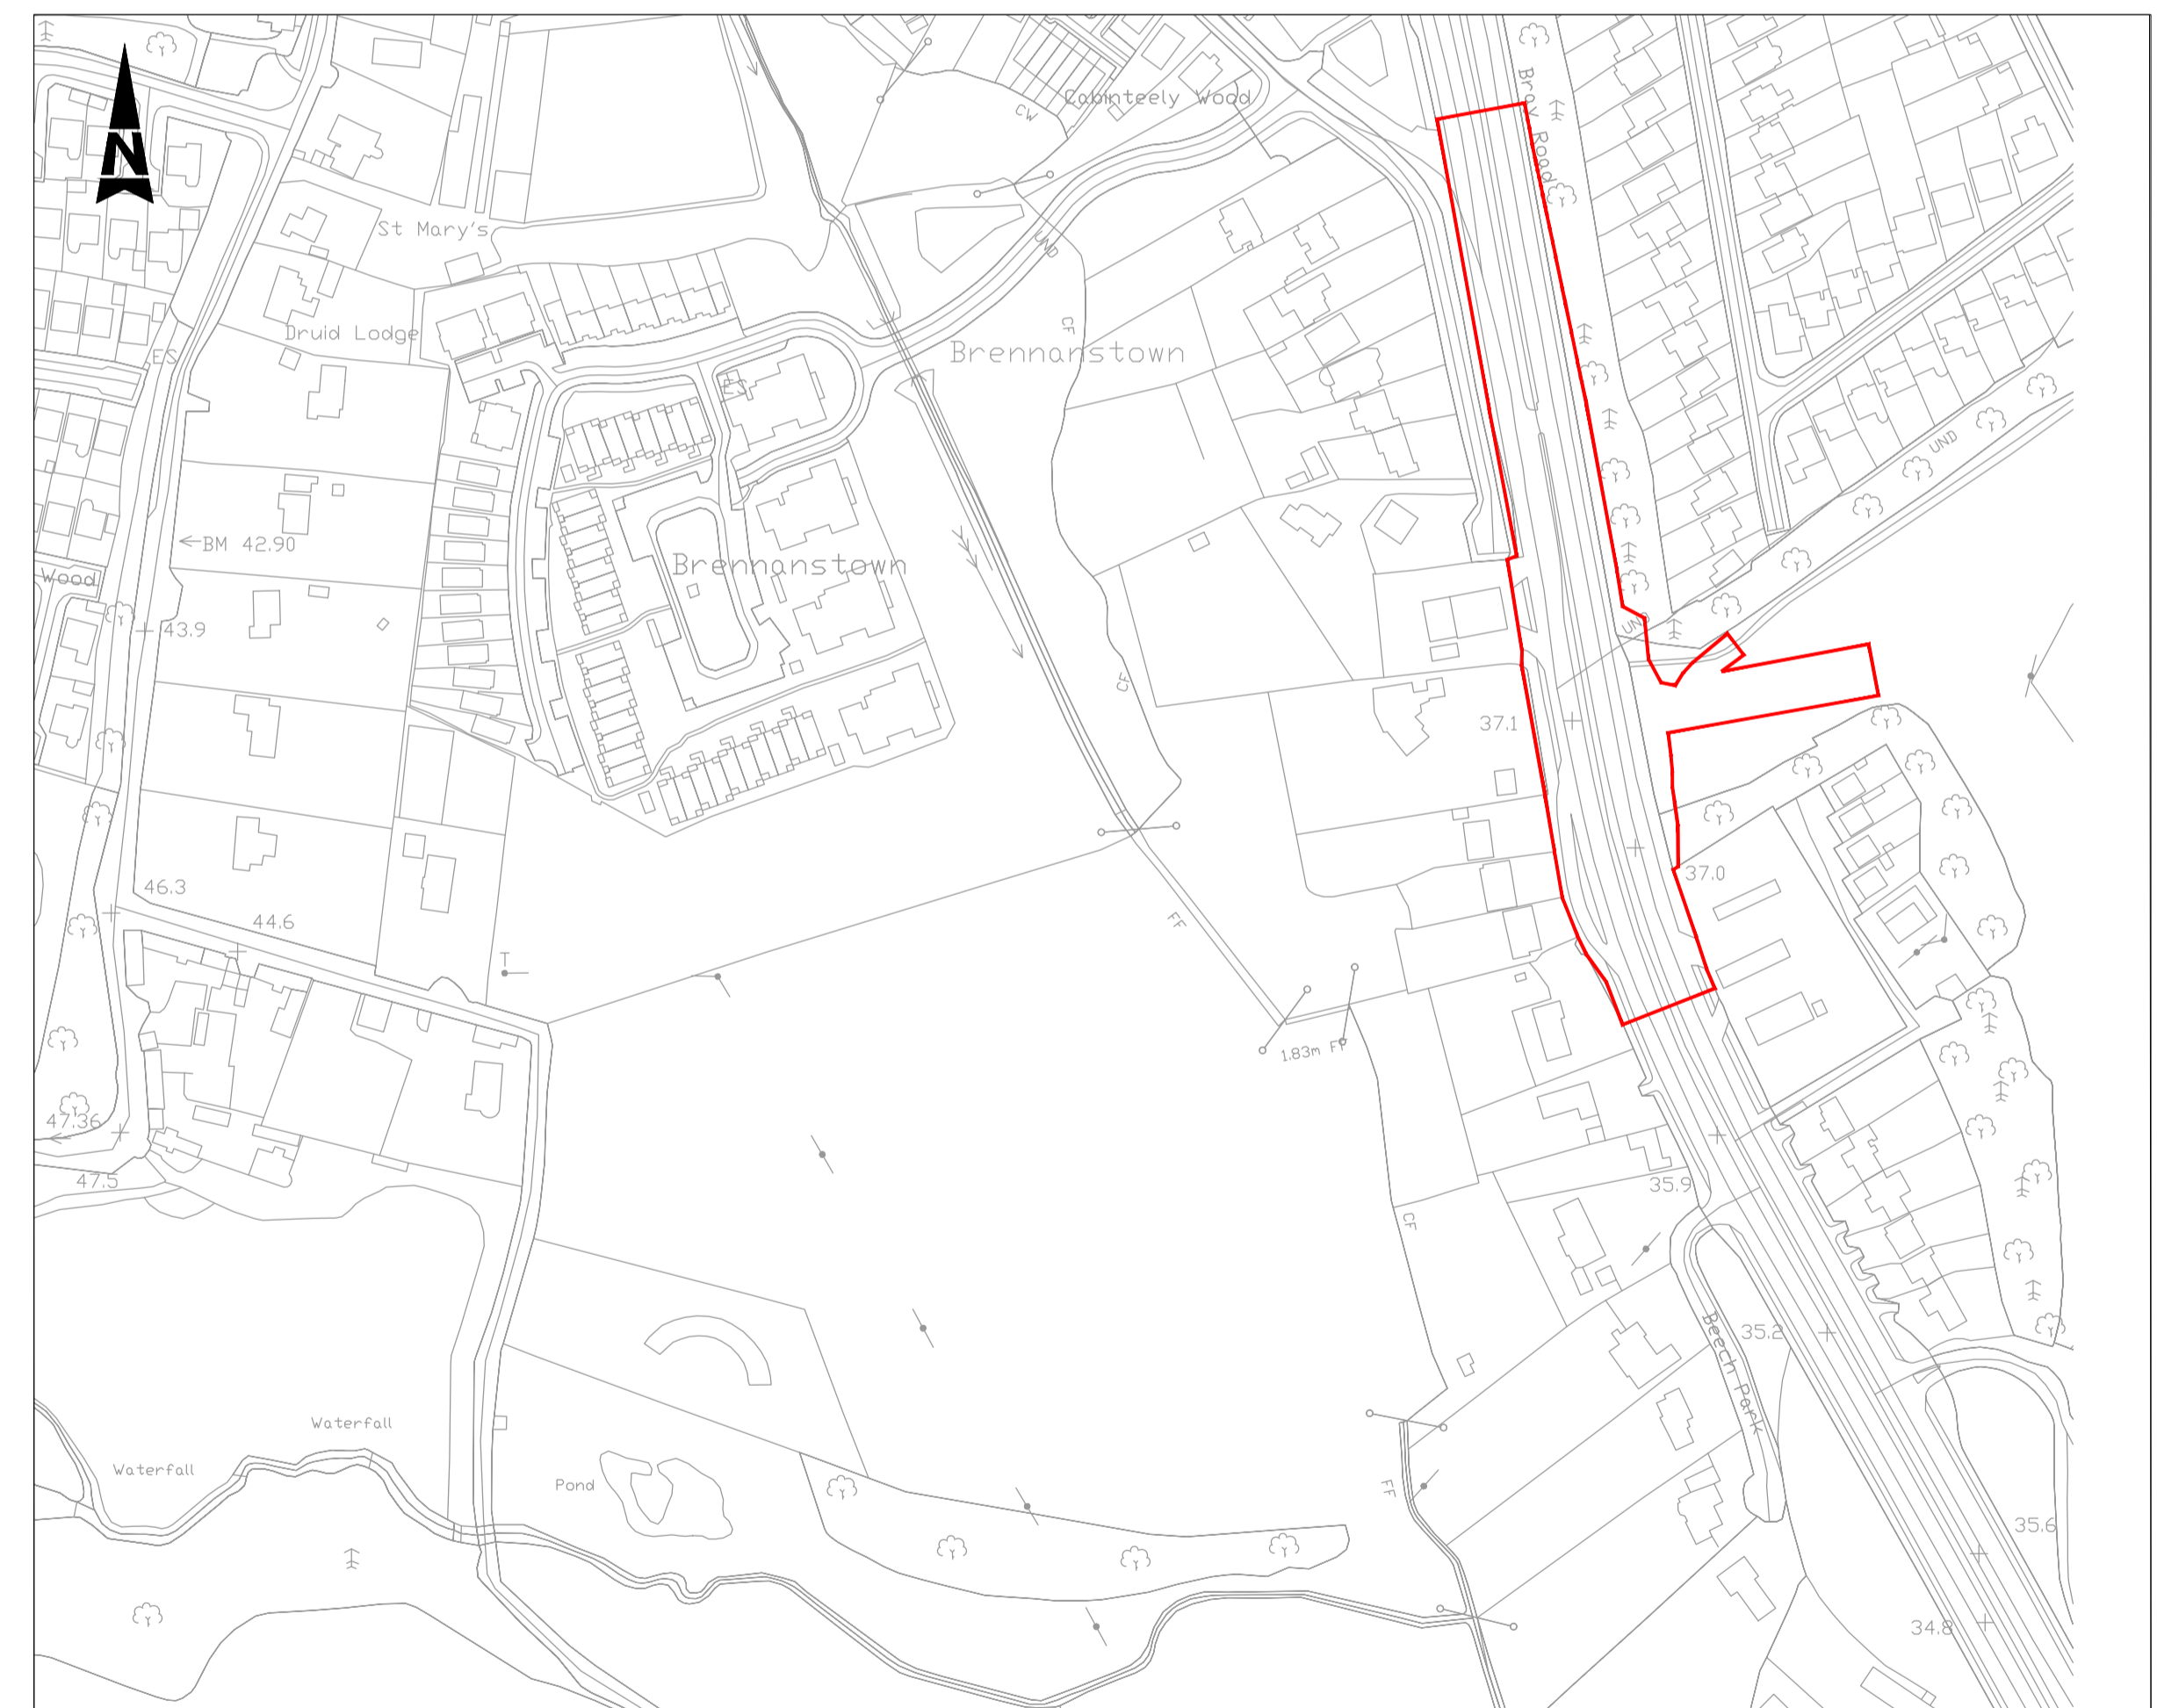 N
Cabinteely Wood
CW
Bray Road
St Mary's
UND
Druid Lodge
CF
Brennanstown
ES
ES
UND
BM 42.90
Brennanstown
Wood
43.9
UND
CF
37.1
46.3
44.6
37.0
FF
T
1.83m FF
47.36
47.5
35.9
CF
Beech Park
35.2
Waterfall
Waterfall
Pond
FF
35.6
34.8